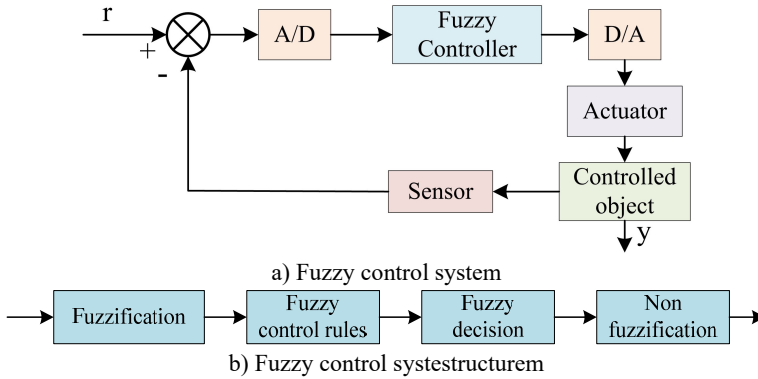 r
+
-
A/D
Fuzzy
Controller
D/A
Actuator
Controlled
object
Sensor
y
a) Fuzzy control system
Fuzzification
Fuzzy
control rules
Fuzzy
decision
Non
fuzzification
b) Fuzzy control systestructurem